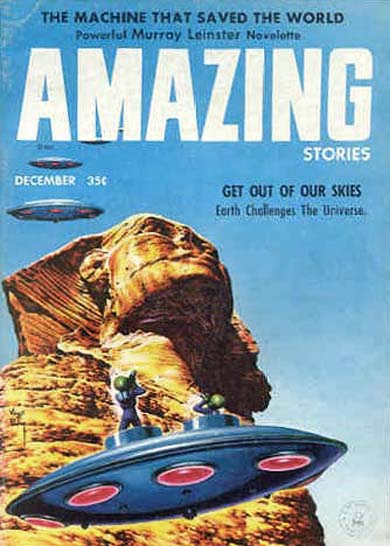 THE MACHINE THAT SAVED THE WORLD
Powerful Murray Leinster Novelette
AMAZING
STORIES
DECEMBER 35¢
GET OUT OF OUR SKIES
Earth Challenges The Universe.